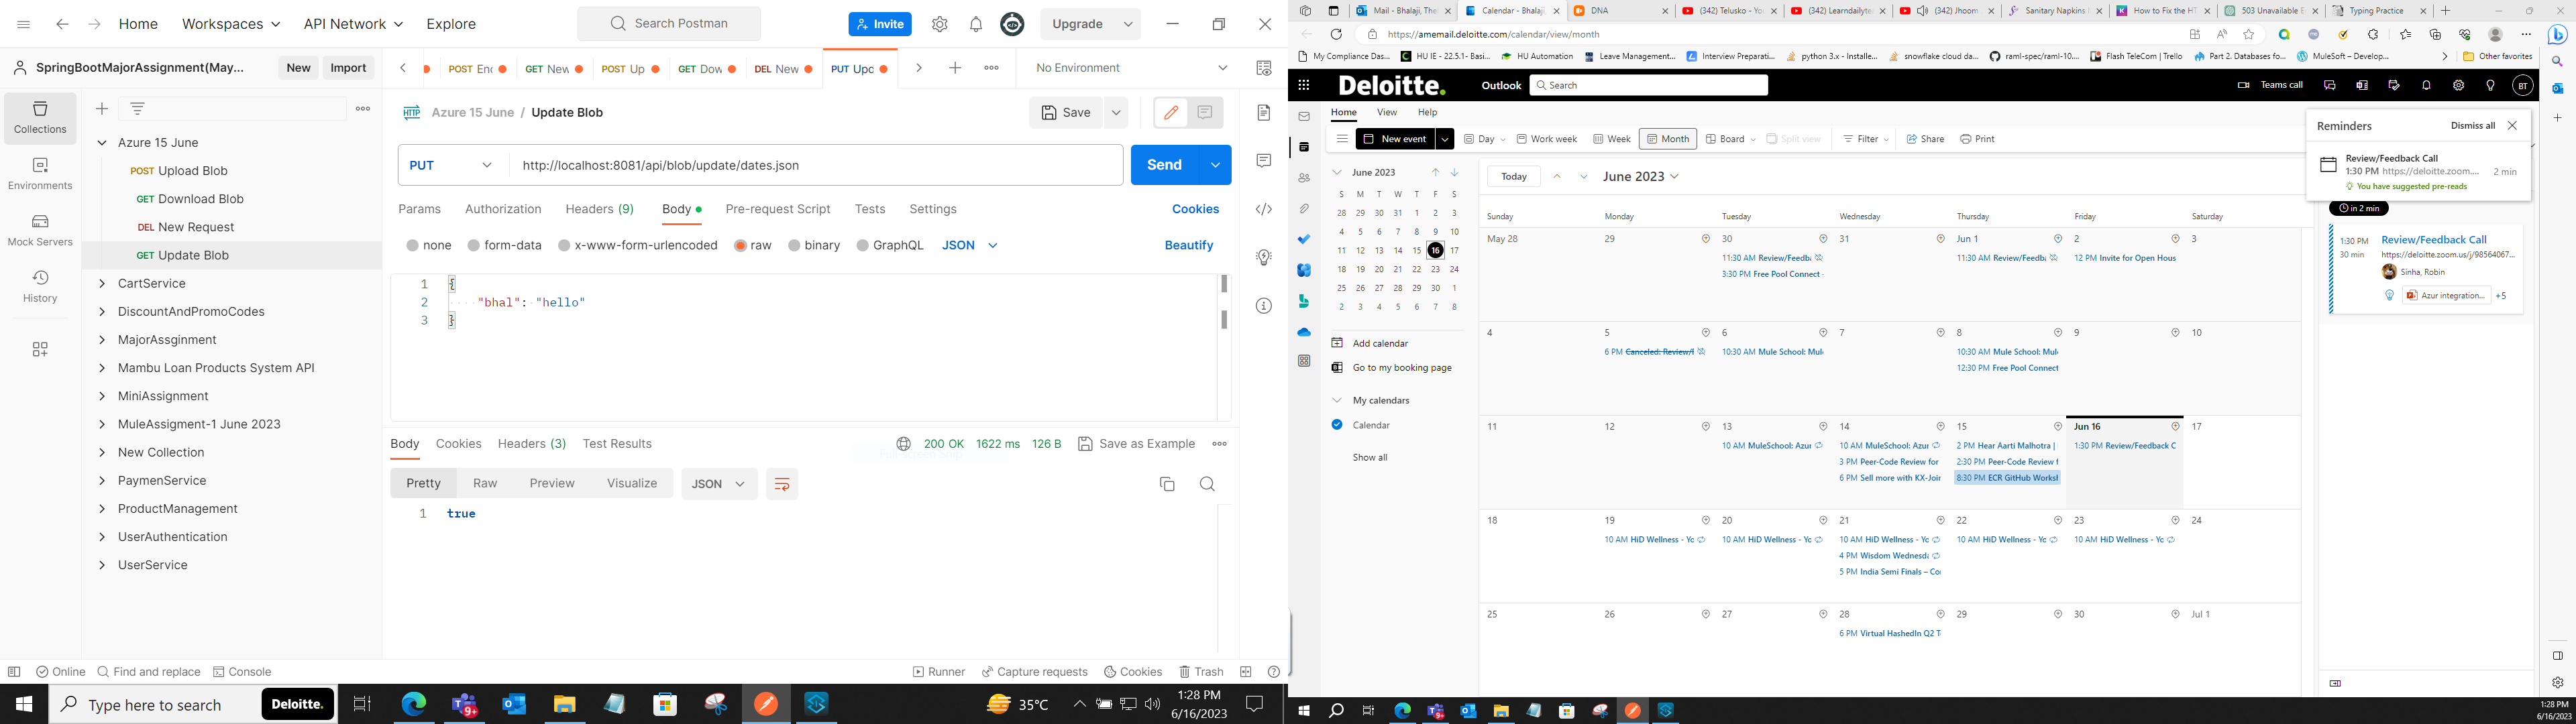 Home Workspaces API Network Explore Search Postman Invite Upgrade
SpringBootMajorAssignment(May... New Import
POST Enc GET New POST Up GET Dow DEL New PUT Upc No Environment
Collections
Environments
Mock Servers
History
Azure 15 June
POST Upload Blob
GET Download Blob
DEL New Request
GET Update Blob
CartService
DiscountAndPromoCodes
MajorAssginment
Mambu Loan Products System API
MiniAssignment
MuleAssigment-1 June 2023
New Collection
PaymenService
ProductManagement
UserAuthentication
UserService
HTTP Azure 15 June / Update Blob Save
PUT http://localhost:8081/api/blob/update/dates.json Send
Params Authorization Headers (9) Body Pre-request Script Tests Settings Cookies
none form-data x-www-form-urlencoded raw binary GraphQL JSON Beautify
1 {
2 "bhal": "hello"
3 }
Body Cookies Headers (3) Test Results 200 OK 1622 ms 126 B Save as Example
Pretty Raw Preview Visualize JSON
1 true
Online Find and replace Console Runner Capture requests Cookies Trash
Type here to search Deloitte. 9+ 35°C 1:28 PM
6/16/2023
Mail - Bhalaji, The Calendar - Bhalaj DNA (342) Telusko - Yo (342) Learndailyte (342) Jhoom Sanitary Napkins How to Fix the HT 503 Unavailable E Typing Practice
https://amemail.deloitte.com/calendar/view/month
My Compliance Das... HU IE - 22.5.1- Basi... HU Automation Leave Management... Interview Preparati... python 3.x - Installe... snowflake cloud da... raml-spec/raml-10.... Flash TeleCom | Trello Part 2. Databases fo... MuleSoft – Develop... Other favorites
Deloitte. Outlook Search Teams call BT
Home View Help
New event Day Work week Week Month Board Split view Filter Share Print
Reminders Dismiss all
Review/Feedback Call
1:30 PM https://deloitte.zoom.... 2 min
You have suggested pre-reads
in 2 min
1:30 PM Review/Feedback Call
30 min https://deloitte.zoom.us/j/98564067...
Sinha, Robin
Azur integration... +5
June 2023
S M T W T F S
28 29 30 31 1 2 3
4 5 6 7 8 9 10
11 12 13 14 15 16 17
18 19 20 21 22 23 24
25 26 27 28 29 30 1
2 3 4 5 6 7 8
Add calendar
Go to my booking page
My calendars
Calendar
Show all
Today June 2023
Sunday Monday Tuesday Wednesday Thursday Friday Saturday
May 28 29 30 31 Jun 1 2 3
11:30 AM Review/Feedba 11:30 AM Review/Feedba 12 PM Invite for Open Hous
3:30 PM Free Pool Connect
4 5 6 7 8 9 10
6 PM Canceled: Review/F 10:30 AM Mule School: Mul 10:30 AM Mule School: Mul
12:30 PM Free Pool Connect
11 12 13 14 15 Jun 16 17
10 AM MuleSchool: Azur 10 AM MuleSchool: Azur 2 PM Hear Aarti Malhotra | 1:30 PM Review/Feedback C
3 PM Peer-Code Review for 2:30 PM Peer-Code Review f
6 PM Sell more with KX-Join 8:30 PM ECR GitHub Worksl
18 19 20 21 22 23 24
10 AM HiD Wellness - Yc 10 AM HiD Wellness - Yc 10 AM HiD Wellness - Yc 10 AM HiD Wellness - Yc 10 AM HiD Wellness - Yc
4 PM Wisdom Wednesda
5 PM India Semi Finals – Co
25 26 27 28 29 30 Jul 1
6 PM Virtual HashedIn Q2 T
9+ 1:28 PM
6/16/2023